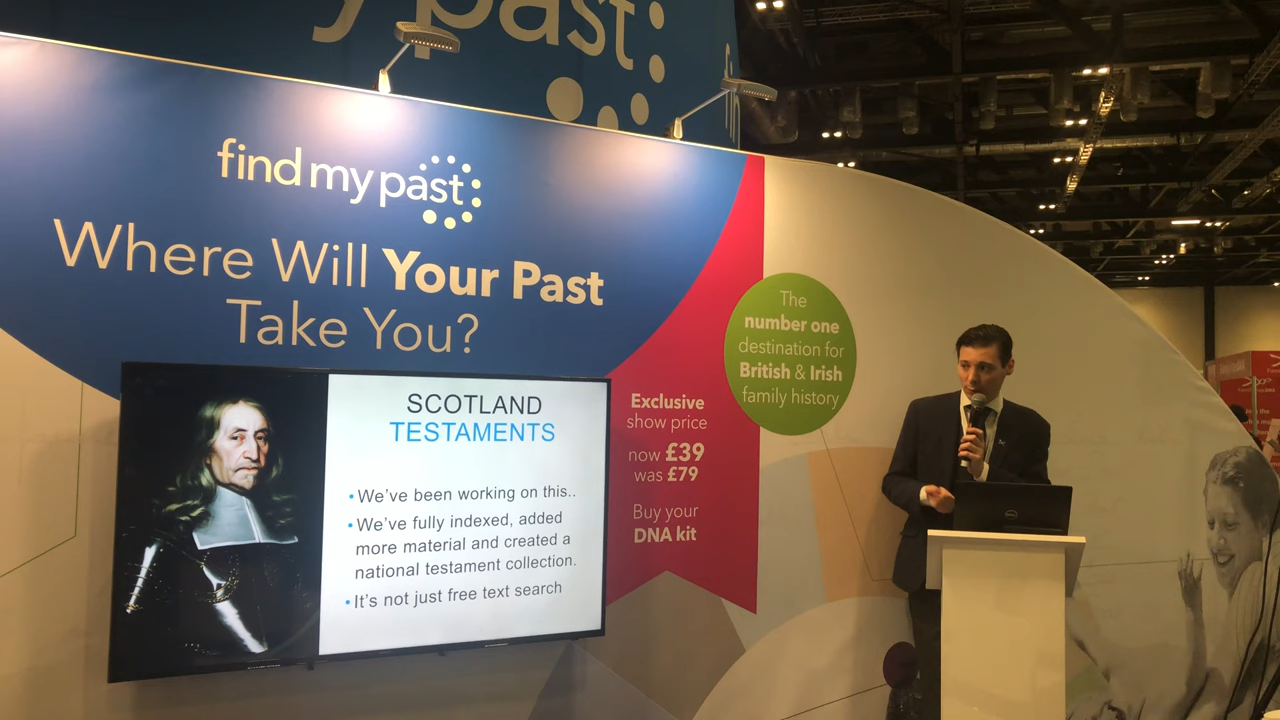 my past
find my past
Where Will Your Past
Take You?
SCOTLAND
TESTAMENTS
• We've been working on this..
• We've fully indexed, added
more material and created a
national testament collection.
• It's not just free text search
Exclusive
show price
now £39
was £79
Buy your
DNA kit
The
number one
destination for
British & Irish
family history
DELL